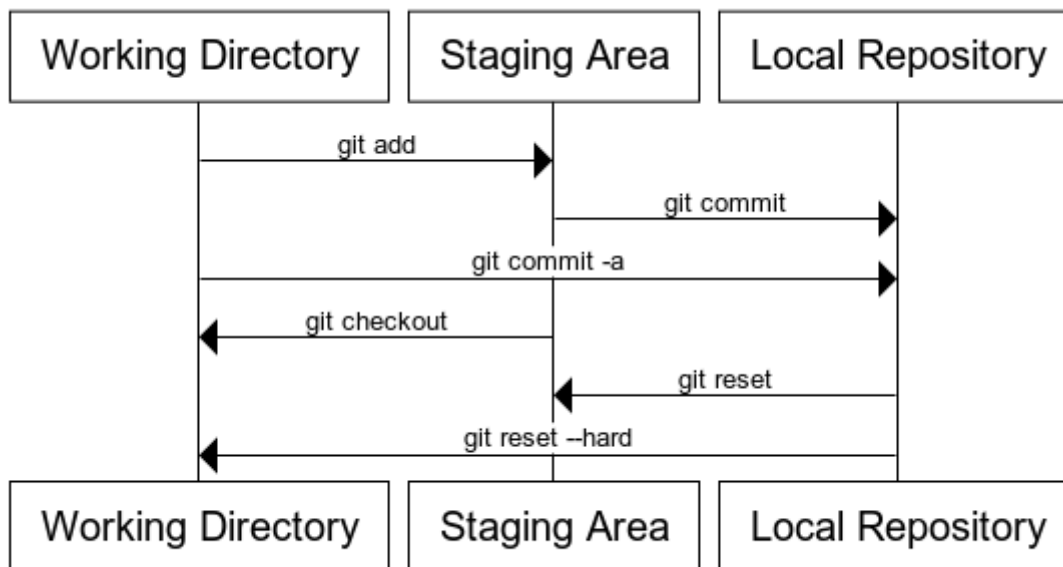 Working Directory
Staging Area
Local Repository
git add
git commit
git commit -a
git checkout
git reset
git reset --hard
Working Directory
Staging Area
Local Repository